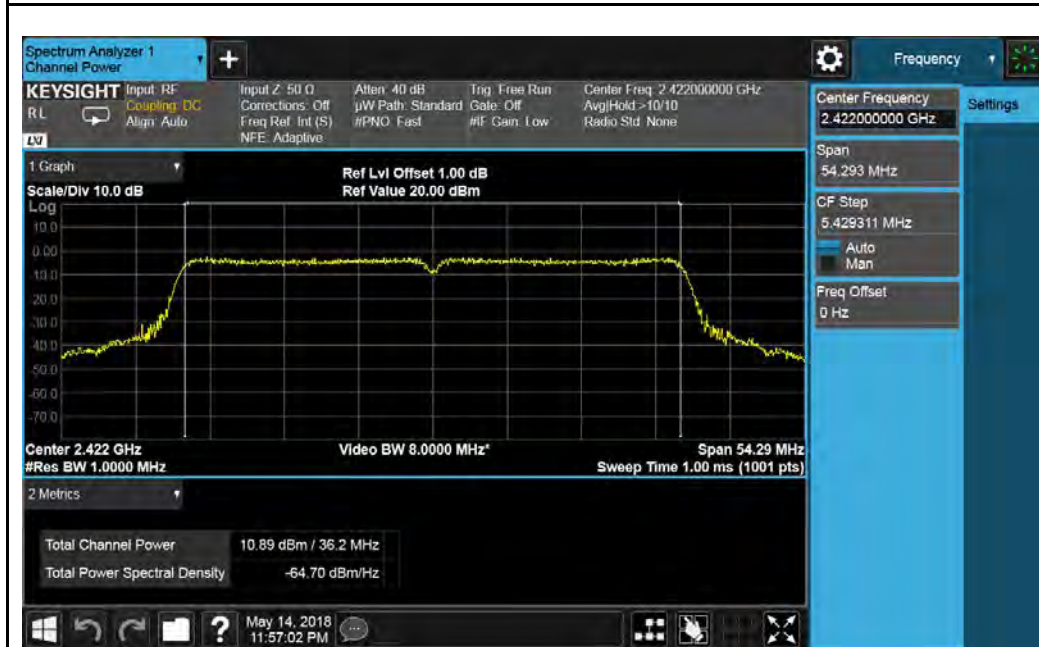 Spectrum Analyzer 1
Channel Power
+
Frequency
KEYSIGHT
RL
LXI
Input: RF
Coupling: DC
Align: Auto
Input Z: 50 Ω
Corrections: Off
Freq Ref: Int (S)
NFE: Adaptive
Atten: 40 dB
µW Path: Standard
#PNO: Fast
Trig: Free Run
Gate: Off
#IF Gain: Low
Center Freq: 2.422000000 GHz
Avg|Hold:>10/10
Radio Std: None
Center Frequency
2.422000000 GHz
Settings
Span
54.293 MHz
CF Step
5.429311 MHz
Auto
Man
Freq Offset
0 Hz
1 Graph
Scale/Div 10.0 dB
Ref Lvl Offset 1.00 dB
Ref Value 20.00 dBm
Log
10.0
0.00
-10.0
-20.0
-30.0
-40.0
-50.0
-60.0
-70.0
Center 2.422 GHz
#Res BW 1.0000 MHz
Video BW 8.0000 MHz*
Span 54.29 MHz
Sweep Time 1.00 ms (1001 pts)
2 Metrics
Total Channel Power 10.89 dBm / 36.2 MHz
Total Power Spectral Density -64.70 dBm/Hz
?
May 14, 2018
11:57:02 PM